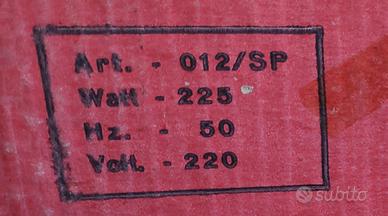 Art. - 012/SP
Watt - 225
Hz. - 50
Volt. - 220
subito